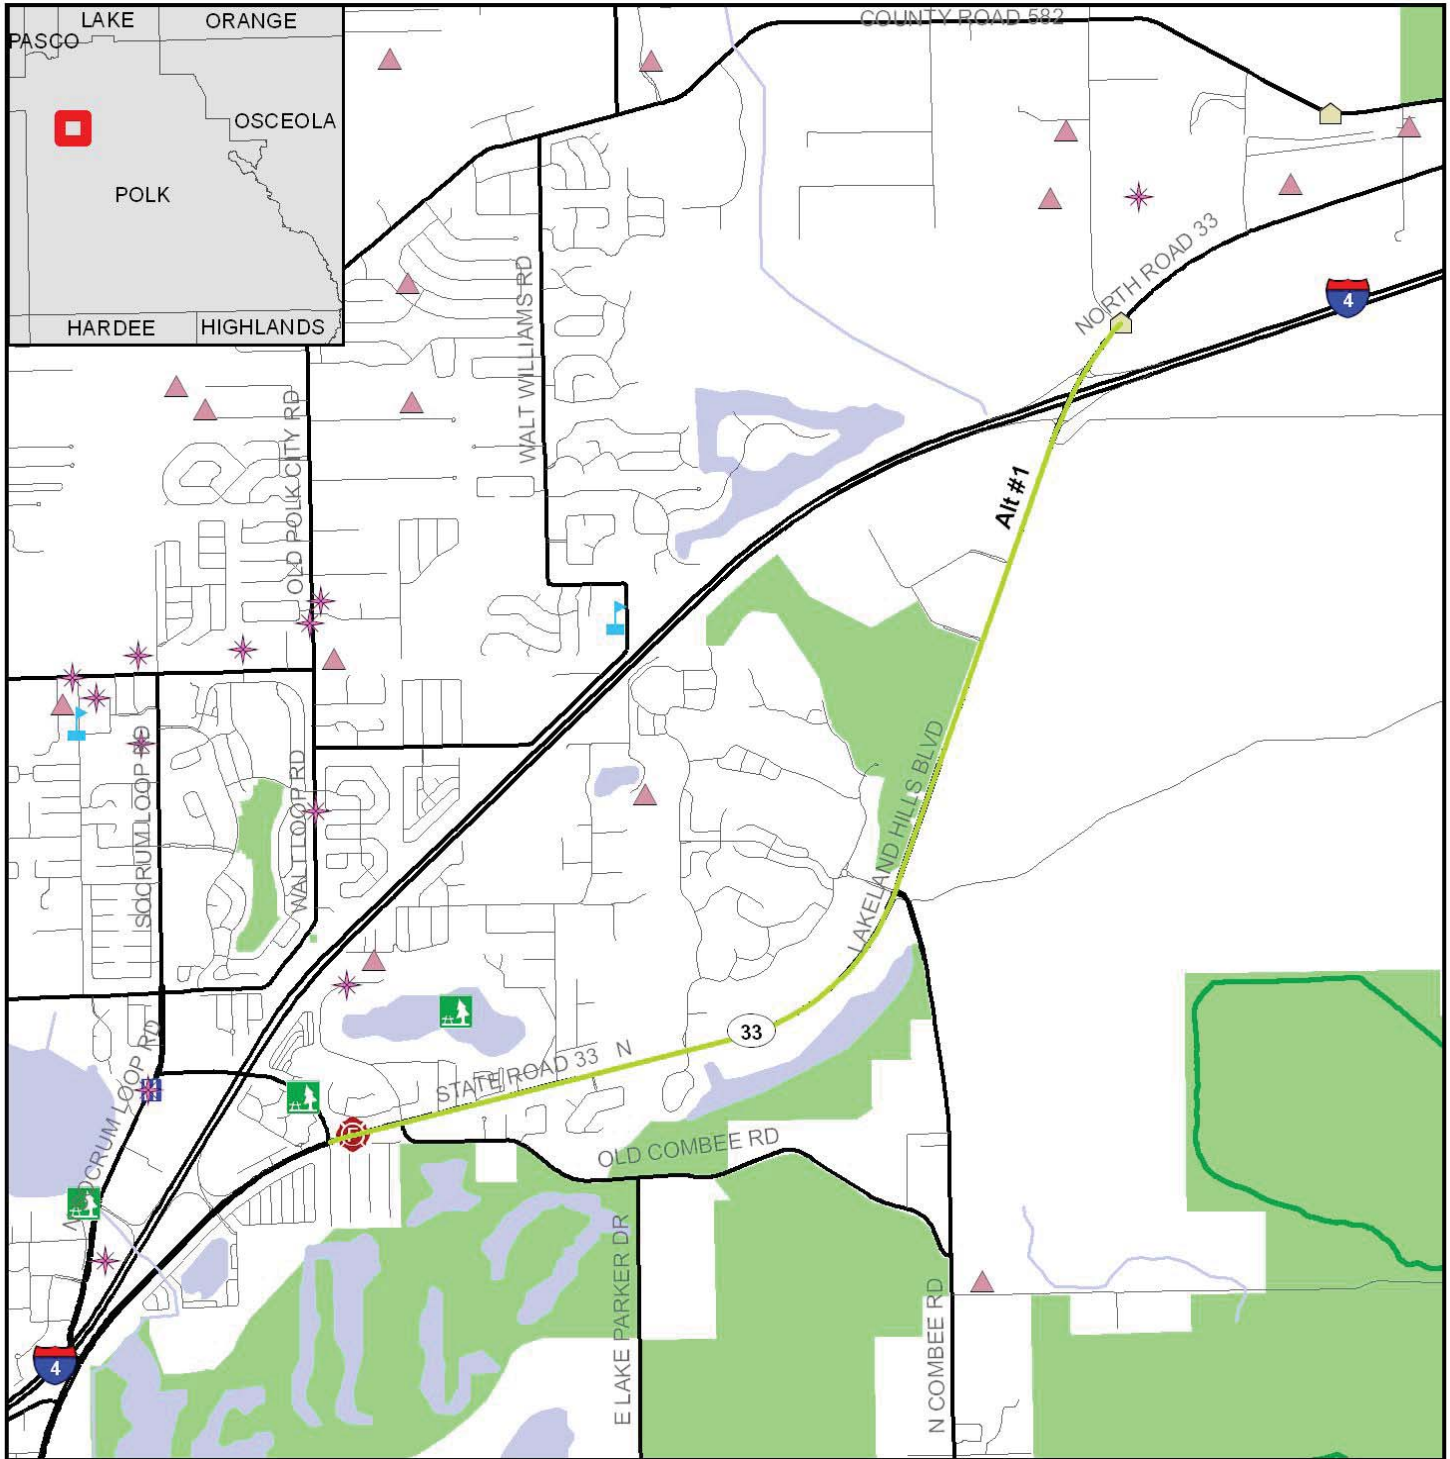 LAKE
ORANGE
PASCO
OSCEOLA
POLK
HARDEE
HIGHLANDS
COUNTY ROAD 582
NORTH ROAD 33
4
WALT WILLIAMS RD
OLD POLK CITY RD
Alt #1
SOCRUM LOOP RD
WALT LOOP RD
LAKELAND HILLS BLVD
33
STATE ROAD 33 N
SOCRUM LOOP RD
F
OLD COMBEE RD
E LAKE PARKER DR
N COMBEE RD
4